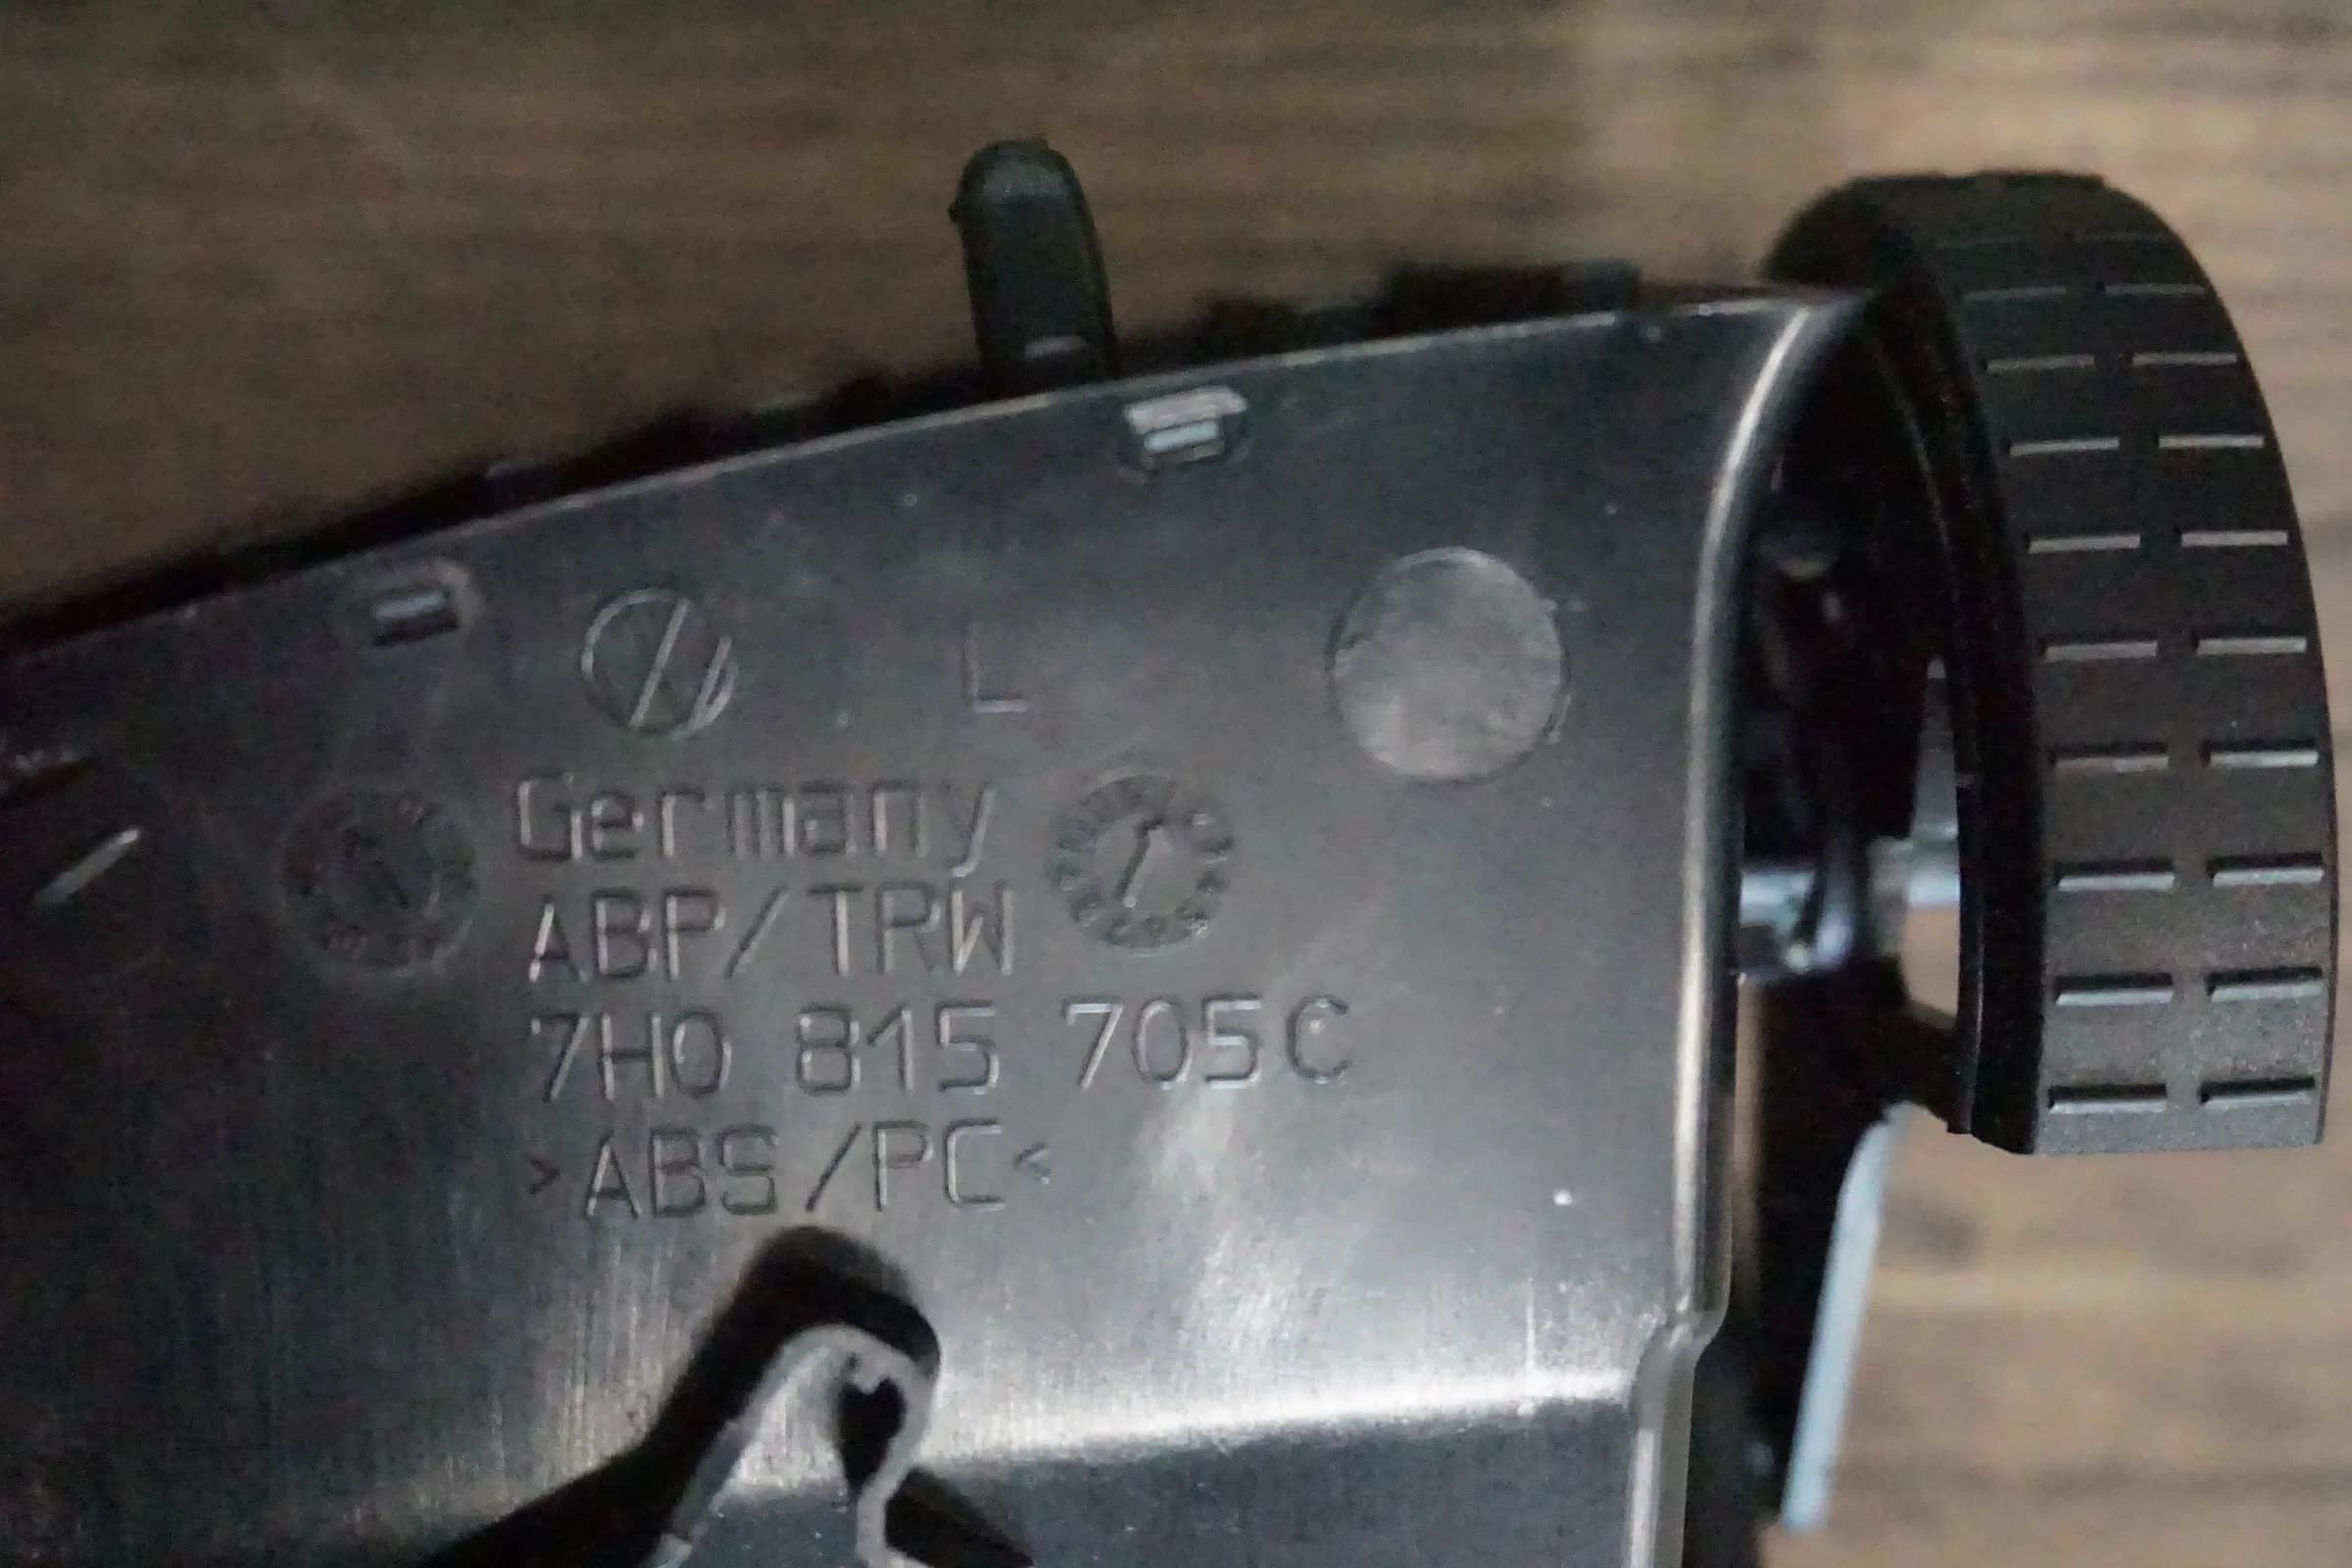 L
Germany
ABP/TRW
7H0 815 705C
>ABS/PC<